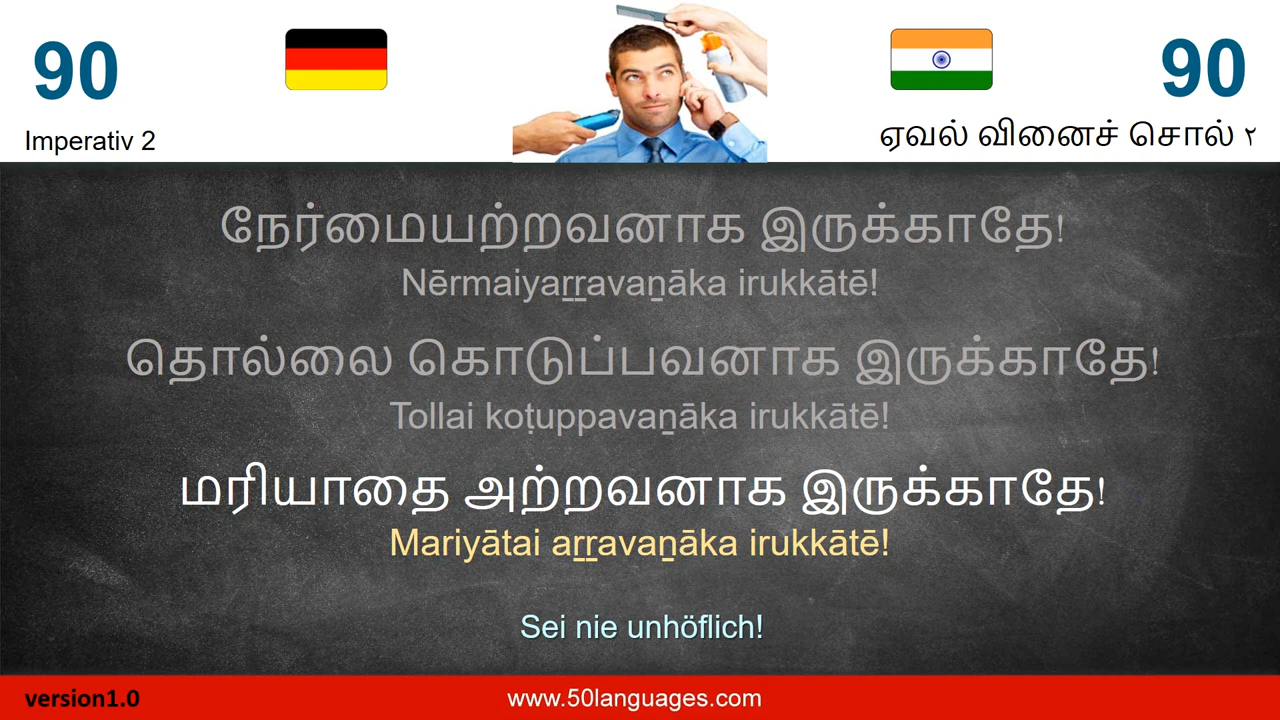 90
90
Imperativ 2
ஏவல் வினைச் சொல் ٢
நேர்மையற்றவனாக இருக்காதே!
Nērmaiyaṟṟavaṉāka irukkātē!
தொல்லை கொடுப்பவனாக இருக்காதே!
Tollai koṭuppavaṉāka irukkātē!
மரியாதை அற்றவனாக இருக்காதே!
Mariyātai aṟṟavaṉāka irukkātē!
Sei nie unhöflich!
version1.0
www.50languages.com